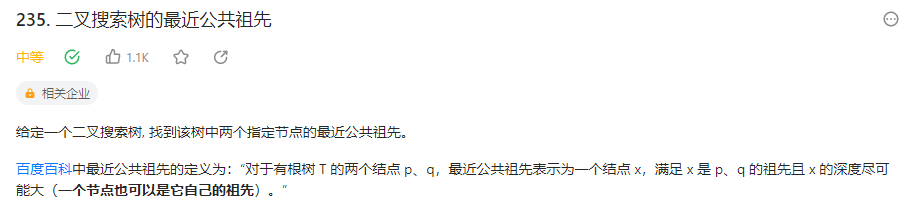 235. 二叉搜索树的最近公共祖先
中等 1.1K
相关企业
给定一个二叉搜索树, 找到该树中两个指定节点的最近公共祖先。
百度百科中最近公共祖先的定义为：“对于有根树 T 的两个结点 p、q，最近公共祖先表示为一个结点 x，满足 x 是 p、q 的祖先且 x 的深度尽可
能大（一个节点也可以是它自己的祖先）。”